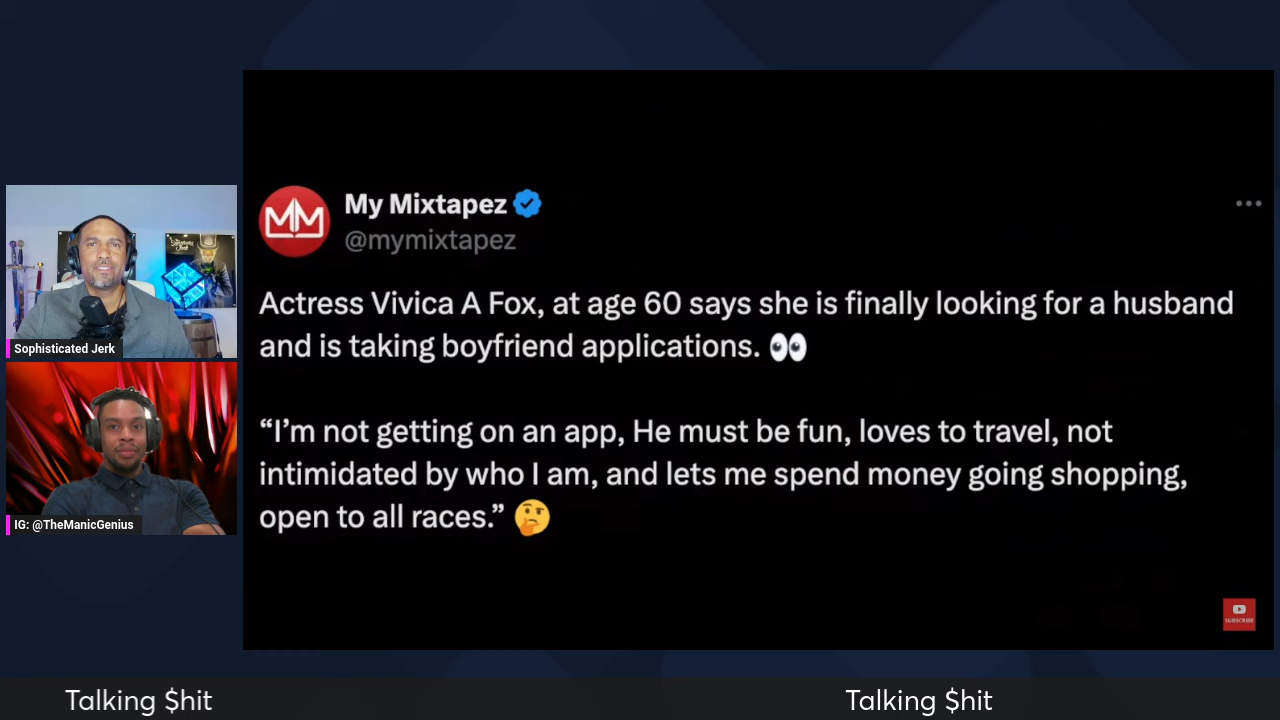 My Mixtapez
@mymixtapez
Actress Vivica A Fox, at age 60 says she is finally looking for a husband
and is taking boyfriend applications. 👀
“I’m not getting on an app, He must be fun, loves to travel, not
intimidated by who I am, and lets me spend money going shopping,
open to all races.” 🤔
Sophisticated Jerk
IG: @TheManicGenius
SUBSCRIBE
Talking $hit
Talking $hit